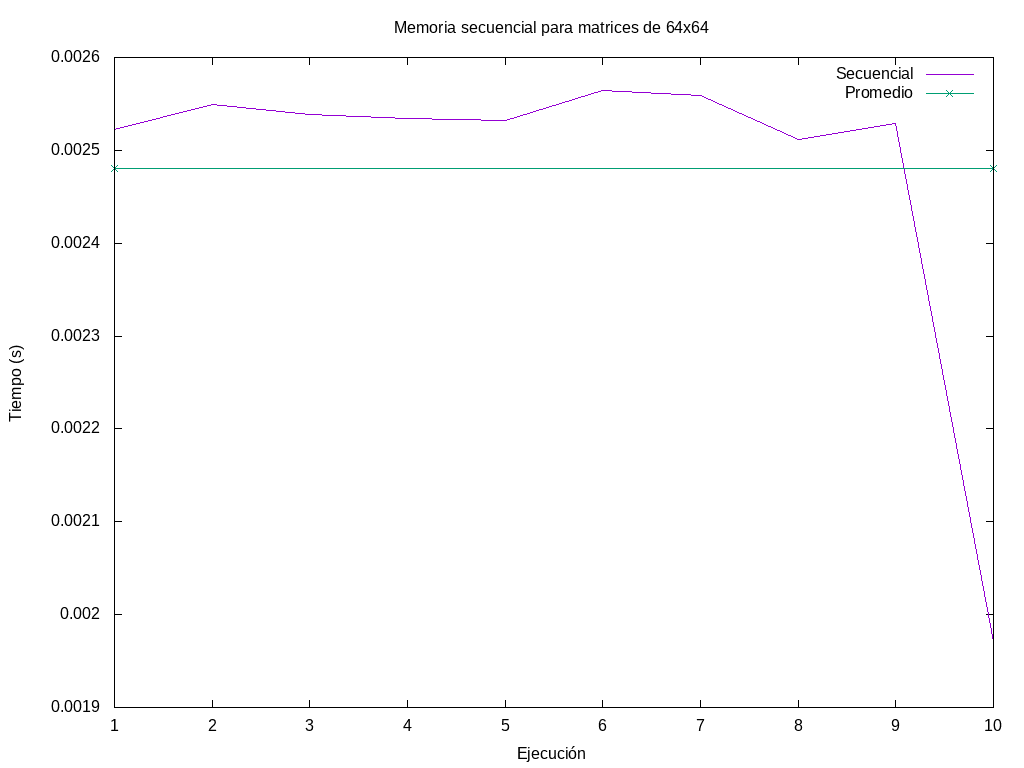 Memoria secuencial para matrices de 64x64
Secuencial
Promedio
0.0026
0.0025
0.0024
0.0023
0.0022
0.0021
0.002
0.0019
Tiempo (s)
1 2 3 4 5 6 7 8 9 10
Ejecución